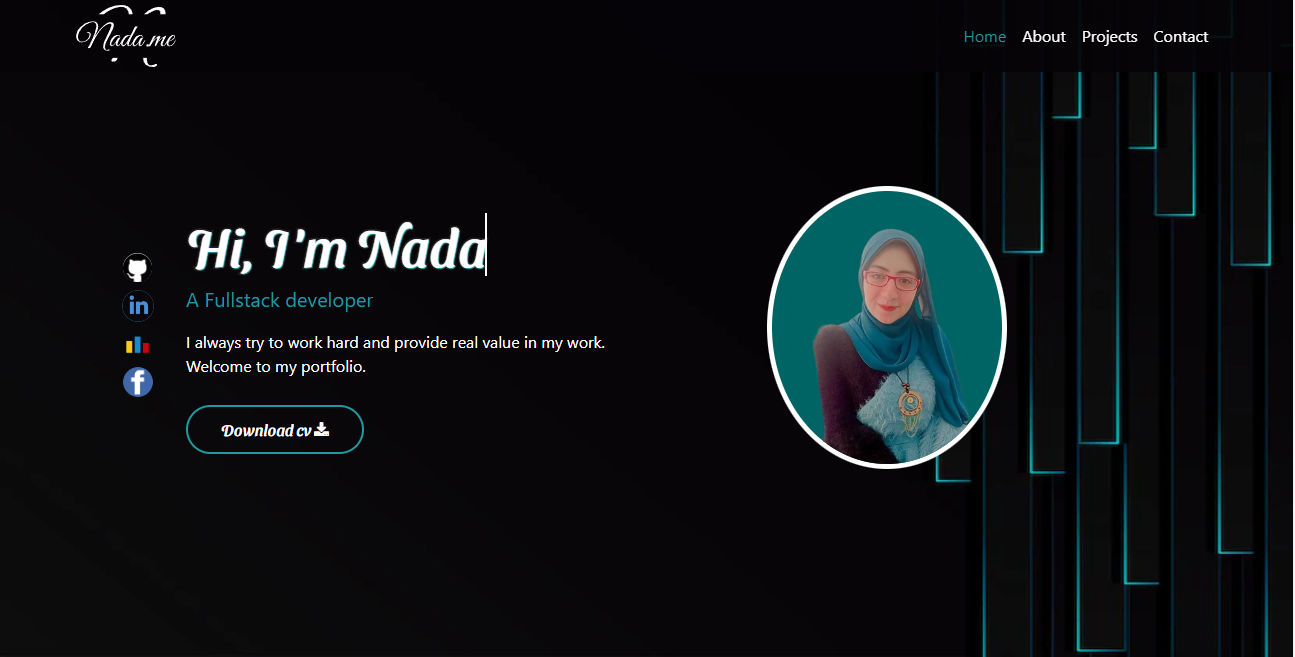 Nada.me
Home About Projects Contact
Hi, I'm Nada
in
A Fullstack developer
I always try to work hard and provide real value in my work.
Welcome to my portfolio.
f
Download cv